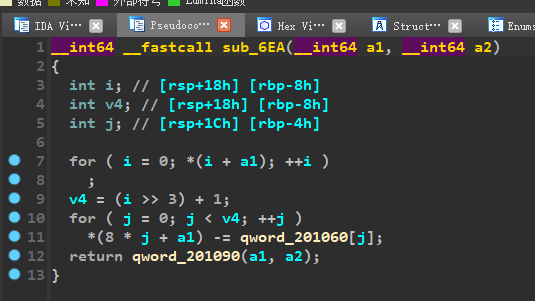 数据 未知 外部符号 Lumina函数
IDA Vi… Pseudoco… Hex Vi… Struct… Enums
1 __int64 __fastcall sub_6EA(__int64 a1, __int64 a2)
2 {
3 int i; // [rsp+18h] [rbp-8h]
4 int v4; // [rsp+18h] [rbp-8h]
5 int j; // [rsp+1Ch] [rbp-4h]
6
7 for ( i = 0; *(i + a1); ++i )
8 ;
9 v4 = (i >> 3) + 1;
10 for ( j = 0; j < v4; ++j )
11 *(8 * j + a1) -= qword_201060[j];
12 return qword_201090(a1, a2);
13 }